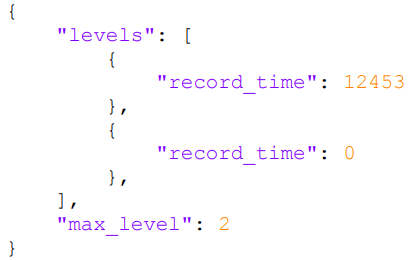 {
    "levels": [
        {
            "record_time": 12453
        },
        {
            "record_time": 0
        },
    ],
    "max_level": 2
}